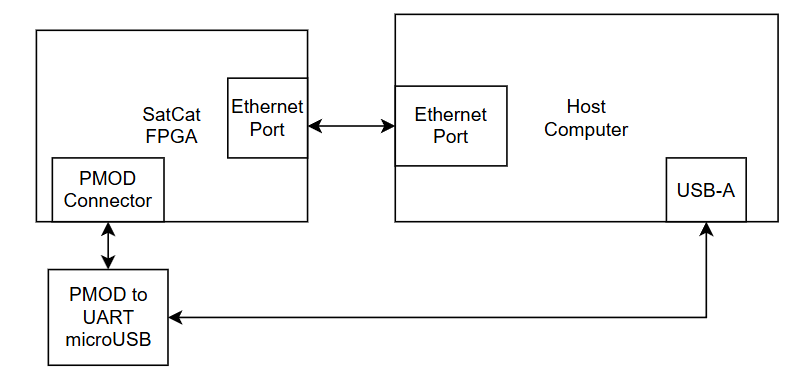 SatCat
FPGA
Ethernet
Port
PMOD
Connector
Ethernet
Port
Host
Computer
USB-A
PMOD to
UART
microUSB